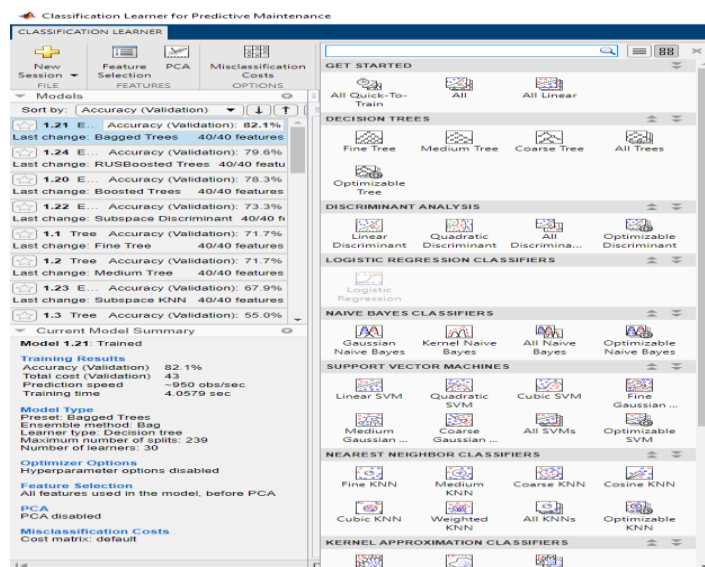 Classification Learner for Predictive Maintenance
CLASSIFICATION LEARNER
New Session
Feature Selection
PCA
Misclassification Costs
FILE
FEATURES
OPTIONS
Models
Sort by: Accuracy (Validation)
1.21 E... Accuracy (Validation): 82.1%
Last change: Bagged Trees 40/40 features
1.24 E... Accuracy (Validation): 79.6%
Last change: RUSBoosted Trees 40/40 featu
1.20 E... Accuracy (Validation): 78.3%
Last change: Boosted Trees 40/40 features
1.22 E... Accuracy (Validation): 73.3%
Last change: Subspace Discriminant 40/40 f
1.1 Tree Accuracy (Validation): 71.7%
Last change: Fine Tree 40/40 features
1.2 Tree Accuracy (Validation): 71.7%
Last change: Medium Tree 40/40 features
1.23 E... Accuracy (Validation): 67.9%
Last change: Subspace KNN 40/40 features
1.3 Tree Accuracy (Validation): 55.0%
Current Model Summary
Model 1.21: Trained
Training Results
Accuracy (Validation) 82.1%
Total cost (Validation) 43
Prediction speed ~950 obs/sec
Training time 4.0579 sec
Model Type
Preset: Bagged Trees
Ensemble method: Bag
Learner type: Decision tree
Maximum number of splits: 239
Number of learners: 30
Optimizer Options
Hyperparameter options disabled
Feature Selection
All features used in the model, before PCA
PCA
PCA disabled
Misclassification Costs
Cost matrix: default
GET STARTED
All Quick-To-Train
All
All Linear
DECISION TREES
Fine Tree
Medium Tree
Coarse Tree
All Trees
Optimizable Tree
DISCRIMINANT ANALYSIS
Linear Discriminant
Quadratic Discriminant
All Discrimina...
Optimizable Discriminant
LOGISTIC REGRESSION CLASSIFIERS
Logistic Regression
NAIVE BAYES CLASSIFIERS
Gaussian Naive Bayes
Kernel Naive Bayes
All Naive Bayes
Optimizable Naive Bayes
SUPPORT VECTOR MACHINES
Linear SVM
Quadratic SVM
Cubic SVM
Fine Gaussian ...
Medium Gaussian ...
Coarse Gaussian ...
All SVMs
Optimizable SVM
NEAREST NEIGHBOR CLASSIFIERS
Fine KNN
Medium KNN
Coarse KNN
Cosine KNN
Cubic KNN
Weighted KNN
All KNNs
Optimizable KNN
KERNEL APPROXIMATION CLASSIFIERS